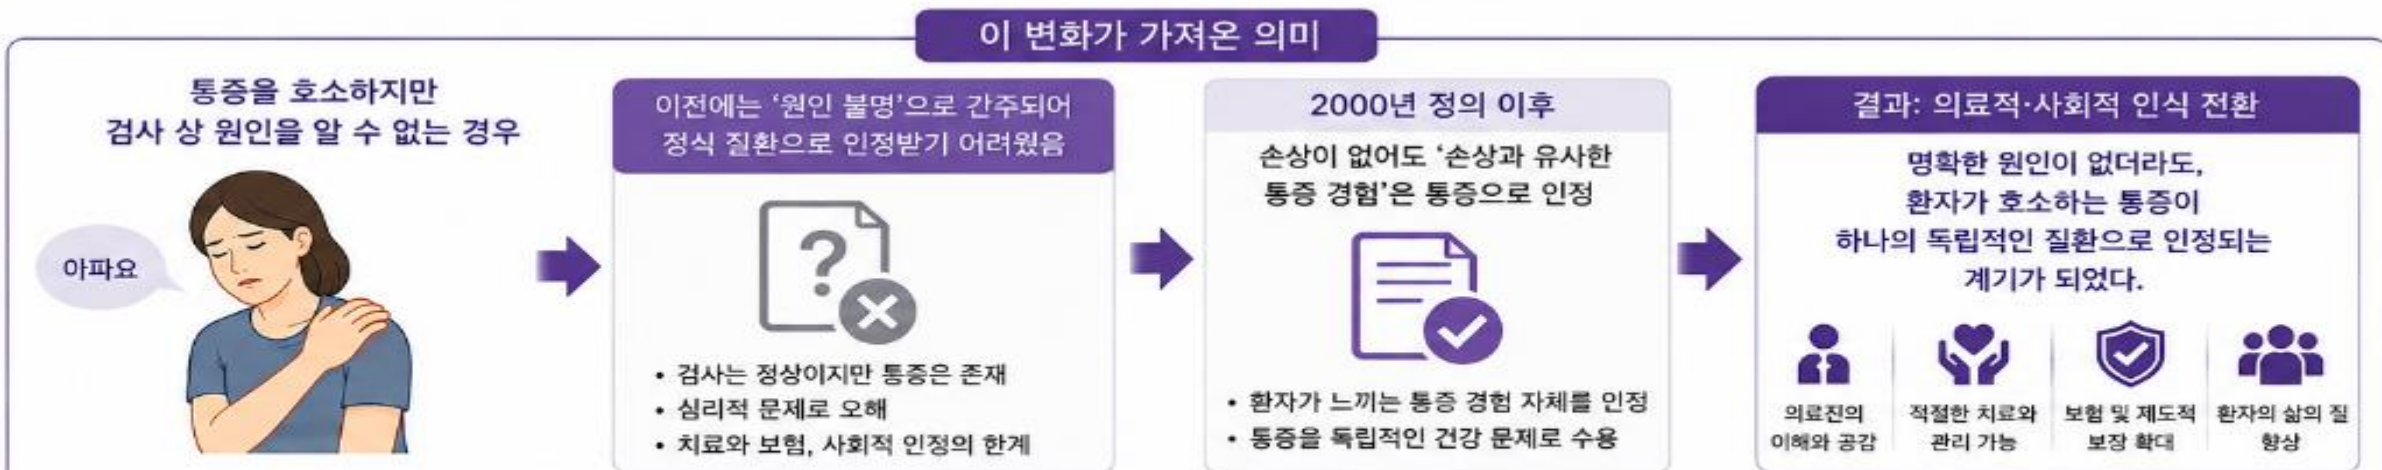 이 변화가 가져온 의미
통증을 호소하지만
검사 상 원인을 알 수 없는 경우
아파요
이전에는 '원인 불명'으로 간주되어
정식 질환으로 인정받기 어려웠음
?
• 검사는 정상이지만 통증은 존재
• 심리적 문제로 오해
• 치료와 보험, 사회적 인정의 한계
2000년 정의 이후
손상이 없어도 '손상과 유사한
통증 경험'은 통증으로 인정
• 환자가 느끼는 통증 경험 자체를 인정
• 통증을 독립적인 건강 문제로 수용
결과: 의료적·사회적 인식 전환
명확한 원인이 없더라도,
환자가 호소하는 통증이
하나의 독립적인 질환으로 인정되는
계기가 되었다.
의료진의
이해와 공감
적절한 치료와
관리 가능
보험 및 제도적
보장 확대
환자의 삶의 질
향상